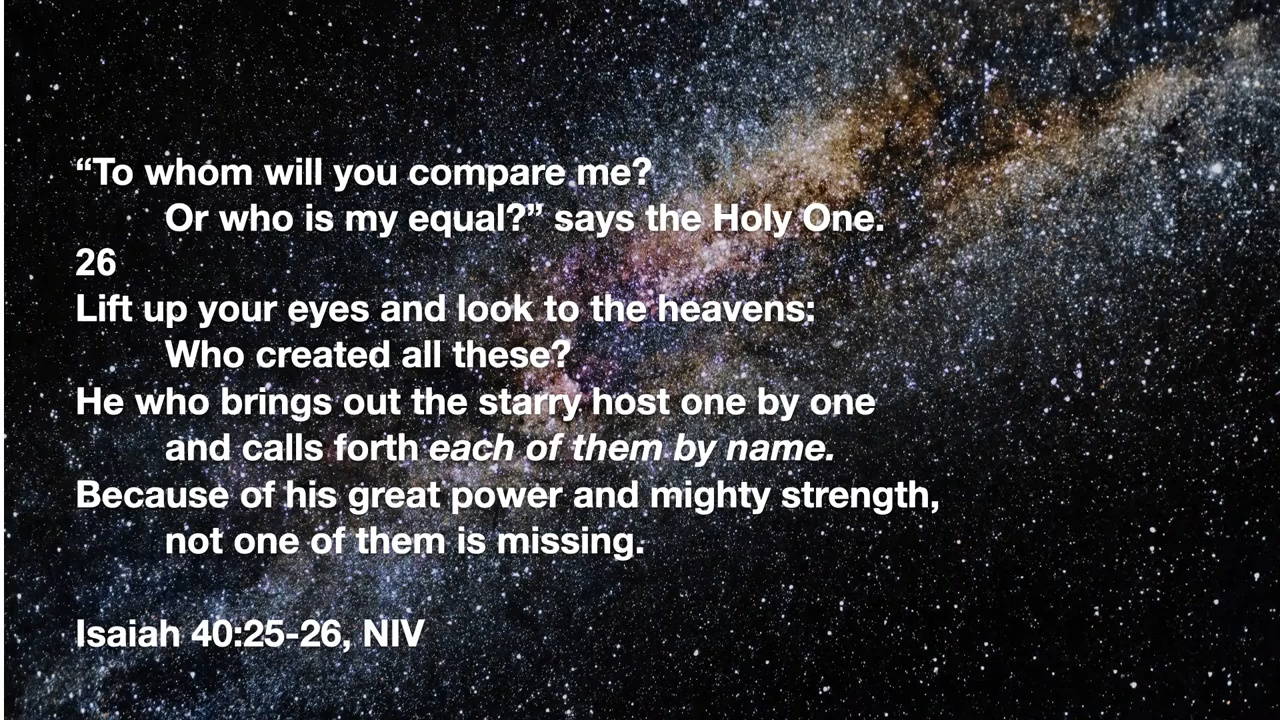 “To whom will you compare me?
Or who is my equal?” says the Holy One.
26
Lift up your eyes and look to the heavens:
Who created all these?
He who brings out the starry host one by one
and calls forth each of them by name.
Because of his great power and mighty strength,
not one of them is missing.
Isaiah 40:25-26, NIV